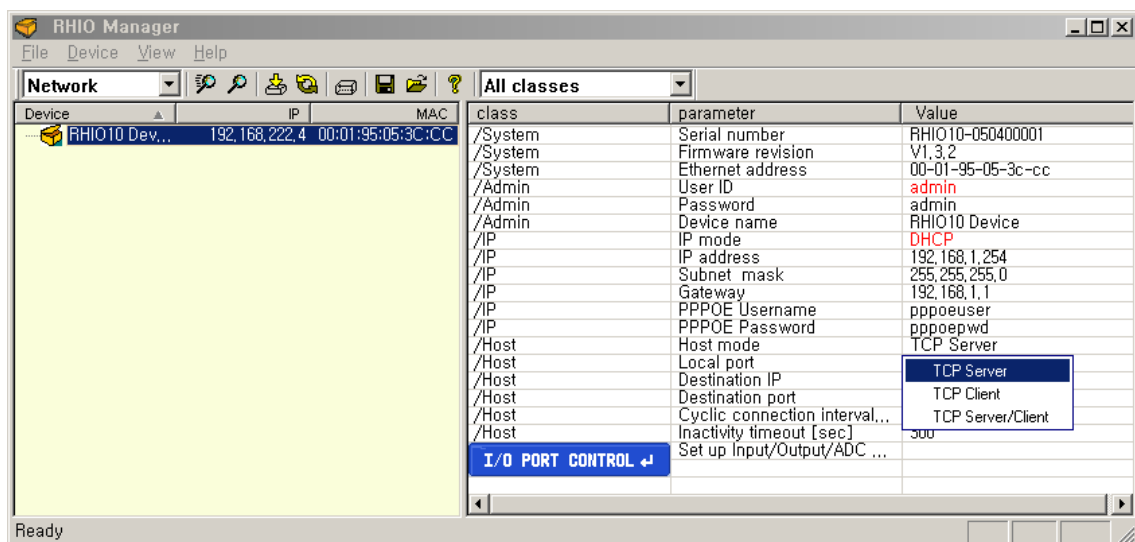 RHIO Manager
File Device View Help
Network All classes
Device IP MAC class parameter Value
RHIO10 Dev... 192,168,222,4 00:01:95:05:3C:CC /System Serial number RHIO10-050400001
/System Firmware revision V1,3,2
/System Ethernet address 00-01-95-05-3c-cc
/Admin User ID admin
/Admin Password admin
/Admin Device name RHIO10 Device
/IP IP mode DHCP
/IP IP address 192,168,1,254
/IP Subnet mask 255,255,255,0
/IP Gateway 192,168,1,1
/IP PPPOE Username pppoeuser
/IP PPPOE Password pppoepwd
/Host Host mode TCP Server
/Host Local port
/Host Destination IP TCP Server
/Host Destination port TCP Client
/Host Cyclic connection interval... TCP Server/Client
/Host Inactivity timeout [sec] 300
I/O PORT CONTROL ↵ Set up Input/Output/ADC ...
Ready